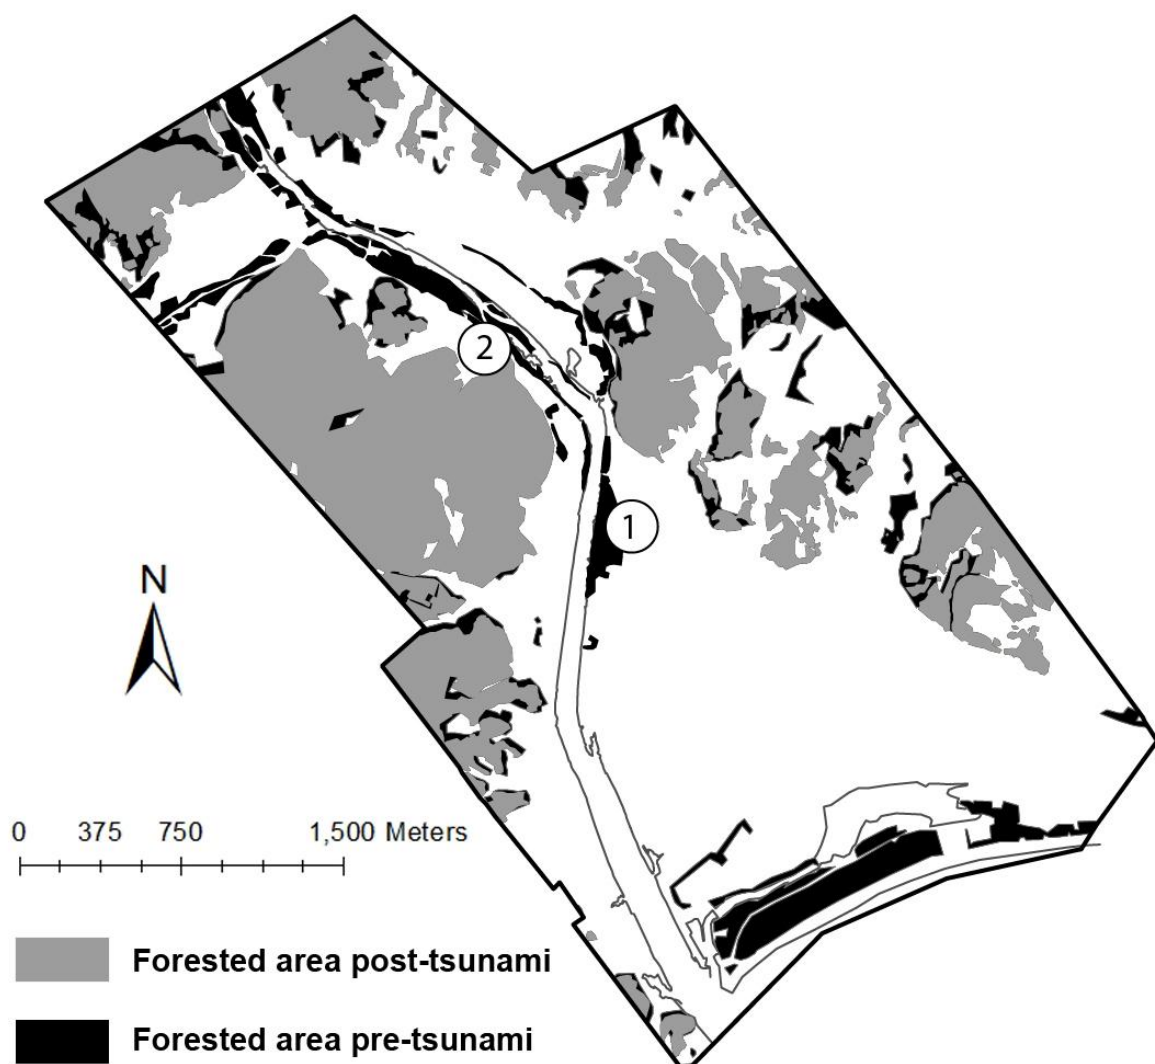 2
1
N
0 375 750 1,500 Meters
Forested area post-tsunami
Forested area pre-tsunami